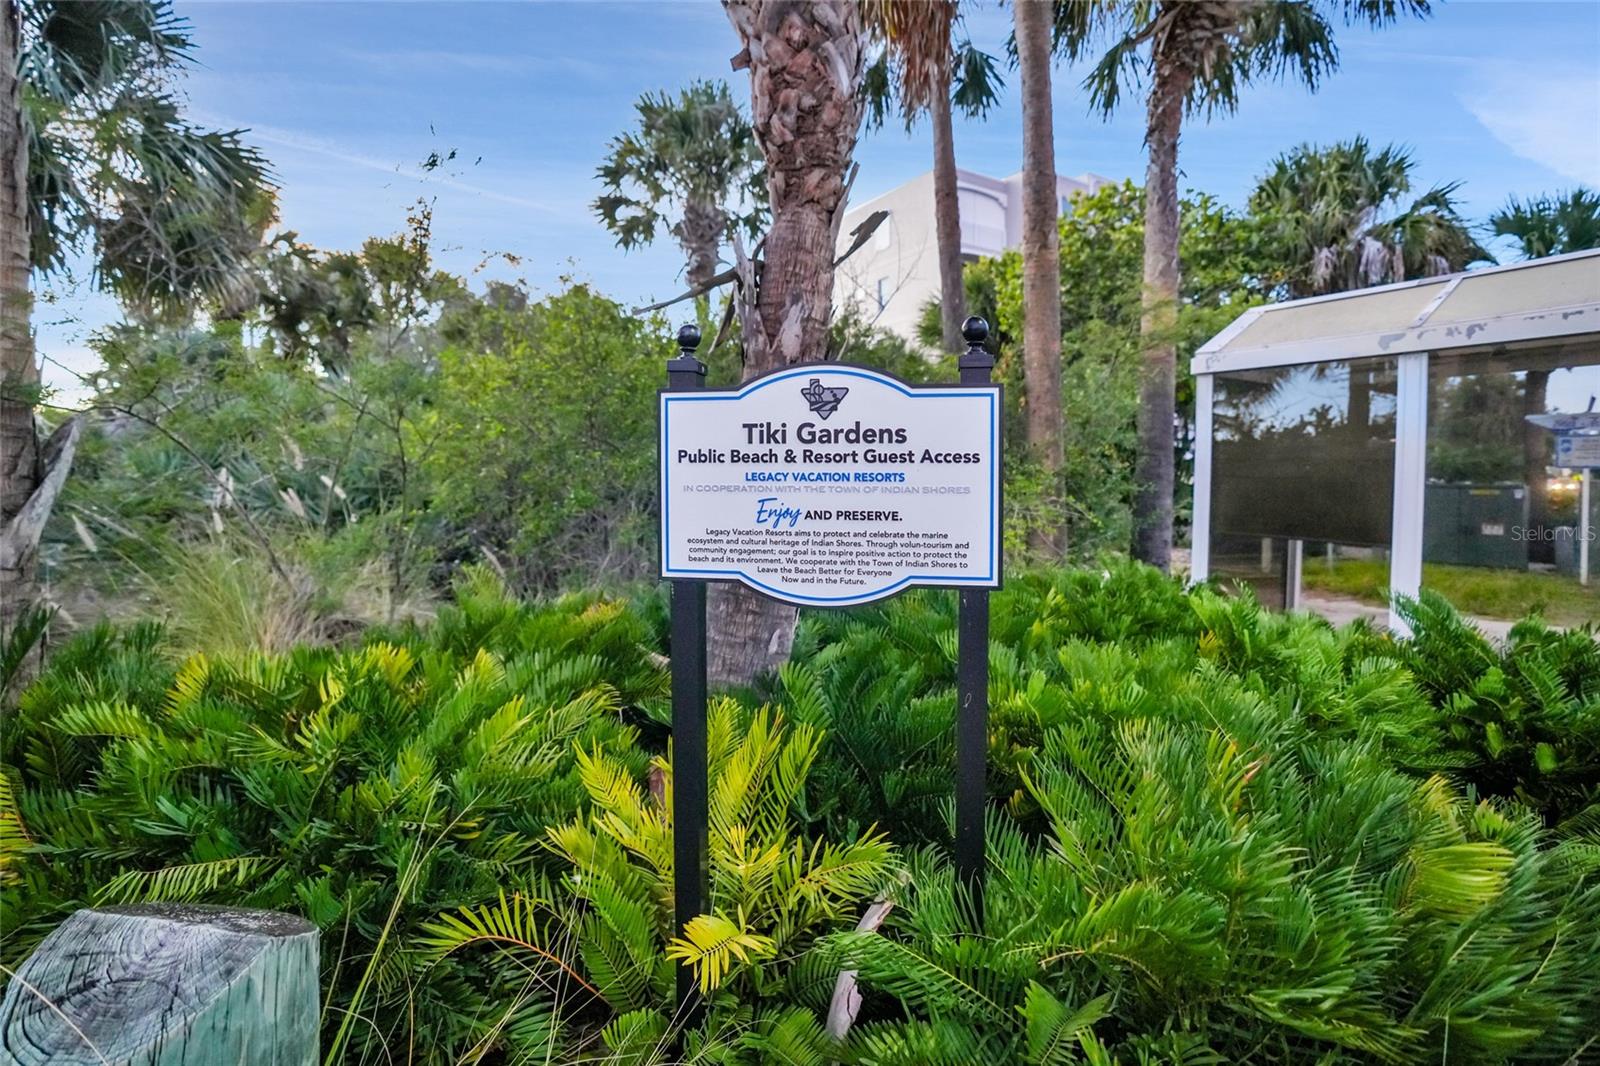 Tiki Gardens
Public Beach & Resort Guest Access
LEGACY VACATION RESORTS
IN COOPERATION WITH THE TOWN OF INDIAN SHORES
Enjoy AND PRESERVE.
Legacy Vacation Resorts aims to protect and celebrate the marine
ecosystem and cultural heritage of Indian Shores. Through volun-tourism and
community engagement; our goal is to inspire positive action to protect the
beach and its environment. We cooperate with the Town of Indian Shores to
Leave the Beach Better for Everyone
Now and in the Future.
StellarMLS